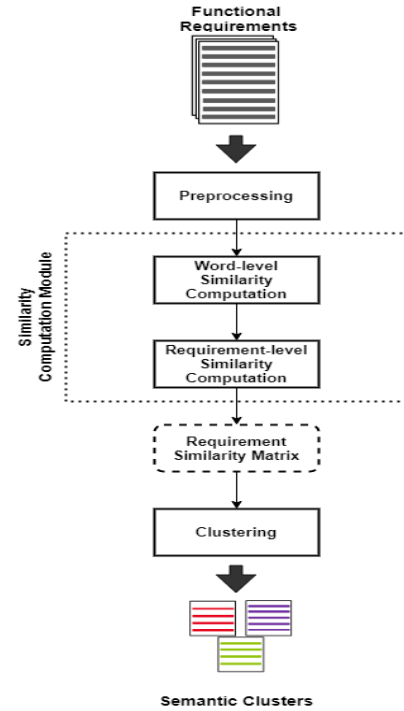 Functional
Requirements
Preprocessing
Similarity
Computation Module
Word-level
Similarity
Computation
Requirement-level
Similarity
Computation
Requirement
Similarity Matrix
Clustering
Semantic Clusters